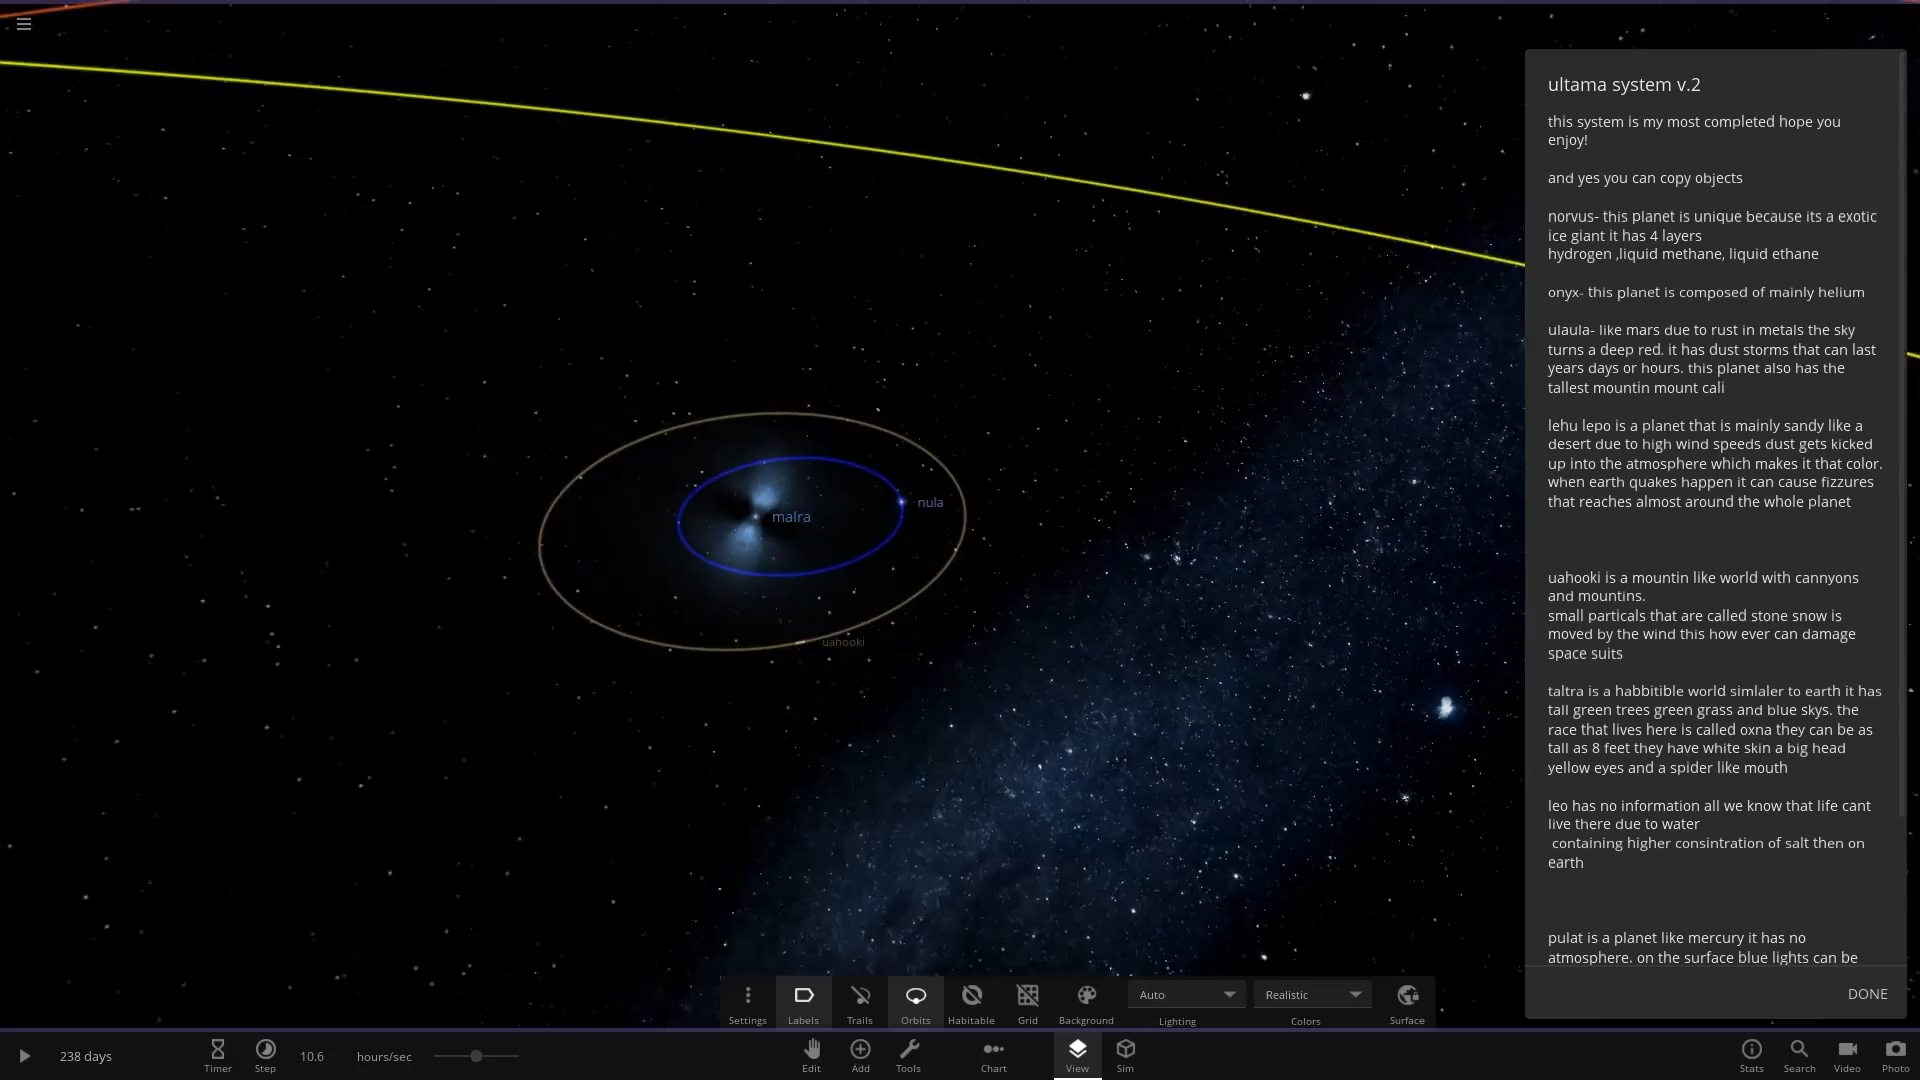 ultama system v.2
this system is my most completed hope you
enjoy!
and yes you can copy objects
norvus- this planet is unique because its a exotic
ice giant it has 4 layers
hydrogen ,liquid methane, liquid ethane
onyx- this planet is composed of mainly helium
ulaula- like mars due to rust in metals the sky
turns a deep red. it has dust storms that can last
years days or hours. this planet also has the
tallest mountin mount cali
lehu lepo is a planet that is mainly sandy like a
desert due to high wind speeds dust gets kicked
up into the atmosphere which makes it that color.
when earth quakes happen it can cause fizzures
that reaches almost around the whole planet
uahooki is a mountin like world with cannyons
and mountins.
small particals that are called stone snow is
moved by the wind this how ever can damage
space suits
taltra is a habbitible world simlaler to earth it has
tall green trees green grass and blue skys. the
race that lives here is called oxna they can be as
tall as 8 feet they have white skin a big head
yellow eyes and a spider like mouth
leo has no information all we know that life cant
live there due to water
containing higher consintration of salt then on
earth
pulat is a planet like mercury it has no
atmosphere. on the surface blue lights can be
DONE
nula
malra
uahooki
Settings
Labels
Trails
Orbits
Habitable
Grid
Background
Auto
Lighting
Realistic
Colors
Surface
238 days
Timer
Step
10.6
hours/sec
Edit
Add
Tools
Chart
View
Sim
Stats
Search
Video
Photo